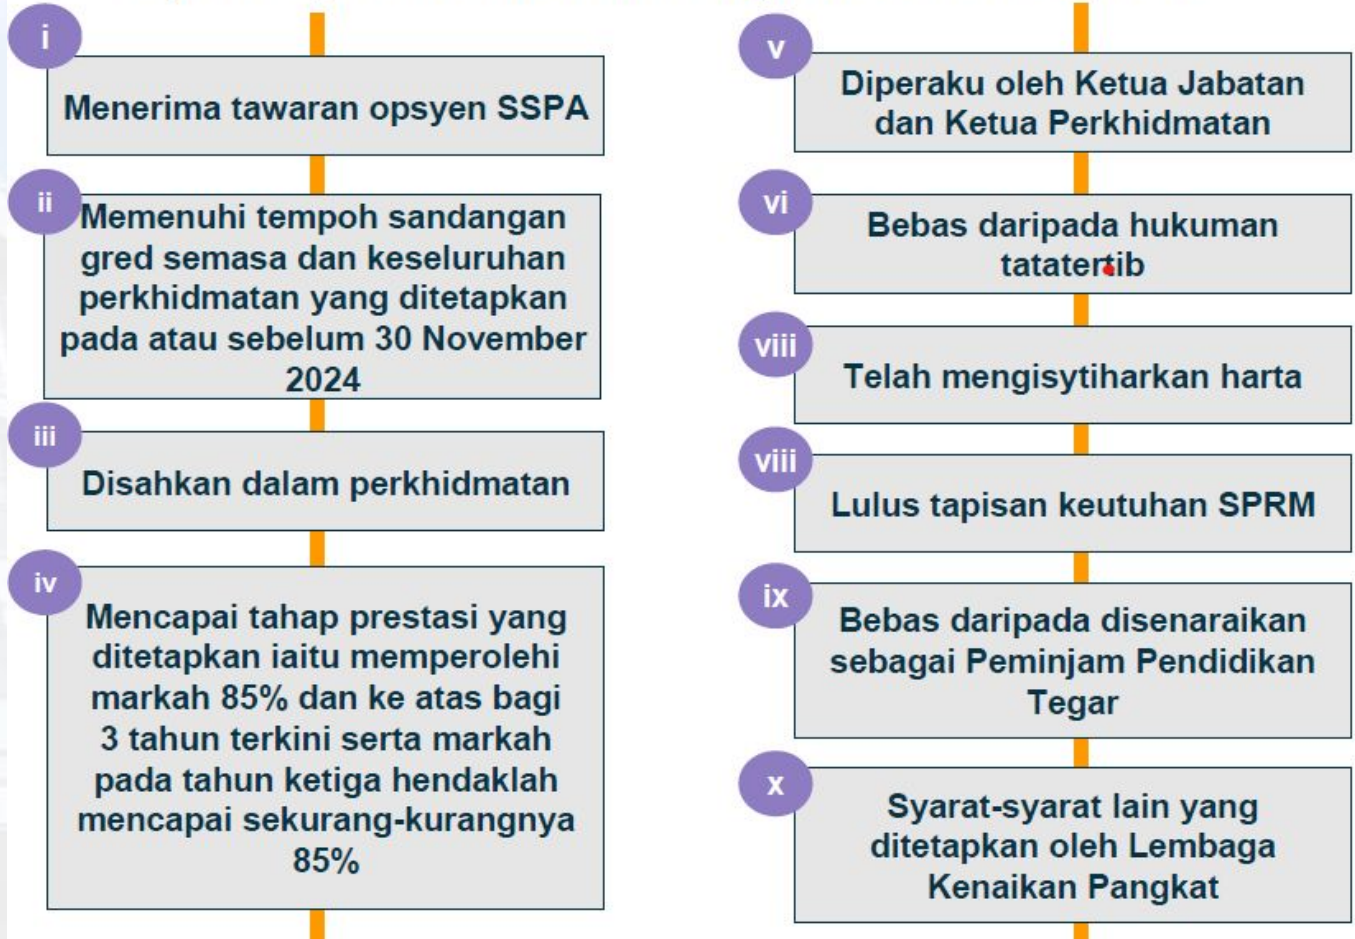 i
Menerima tawaran opsyen SSPA
ii
Memenuhi tempoh sandangan
gred semasa dan keseluruhan
perkhidmatan yang ditetapkan
pada atau sebelum 30 November
2024
iii
Disahkan dalam perkhidmatan
iv
Mencapai tahap prestasi yang
ditetapkan iaitu memperolehi
markah 85% dan ke atas bagi
3 tahun terkini serta markah
pada tahun ketiga hendaklah
mencapai sekurang-kurangnya
85%
v
Diperaku oleh Ketua Jabatan
dan Ketua Perkhidmatan
vi
Bebas daripada hukuman
tatatertib
viii
Telah mengisytiharkan harta
viii
Lulus tapisan keutuhan SPRM
ix
Bebas daripada disenaraikan
sebagai Peminjam Pendidikan
Tegar
x
Syarat-syarat lain yang
ditetapkan oleh Lembaga
Kenaikan Pangkat